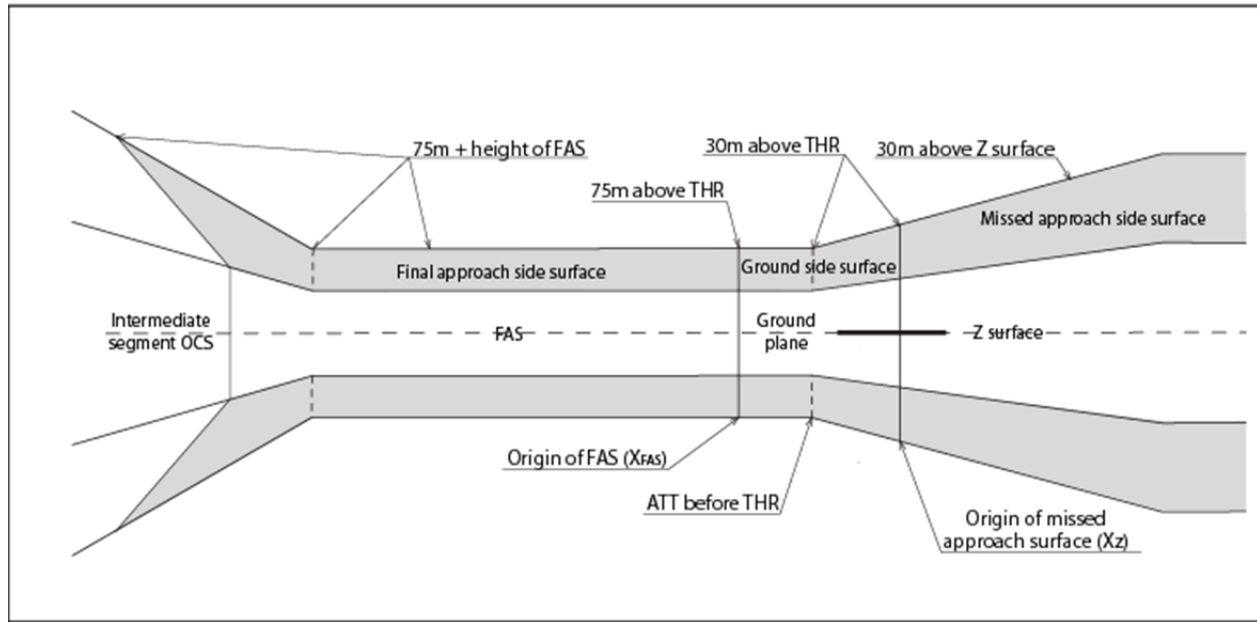 75m + height of FAS
30m above THR
30m above Z surface
75m above THR
Missed approach side surface
Final approach side surface
Ground side surface
Intermediate
segment OCS
FAS
Ground
plane
Z surface
Origin of FAS (XFAS)
ATT before THR
Origin of missed
approach surface (Xz)